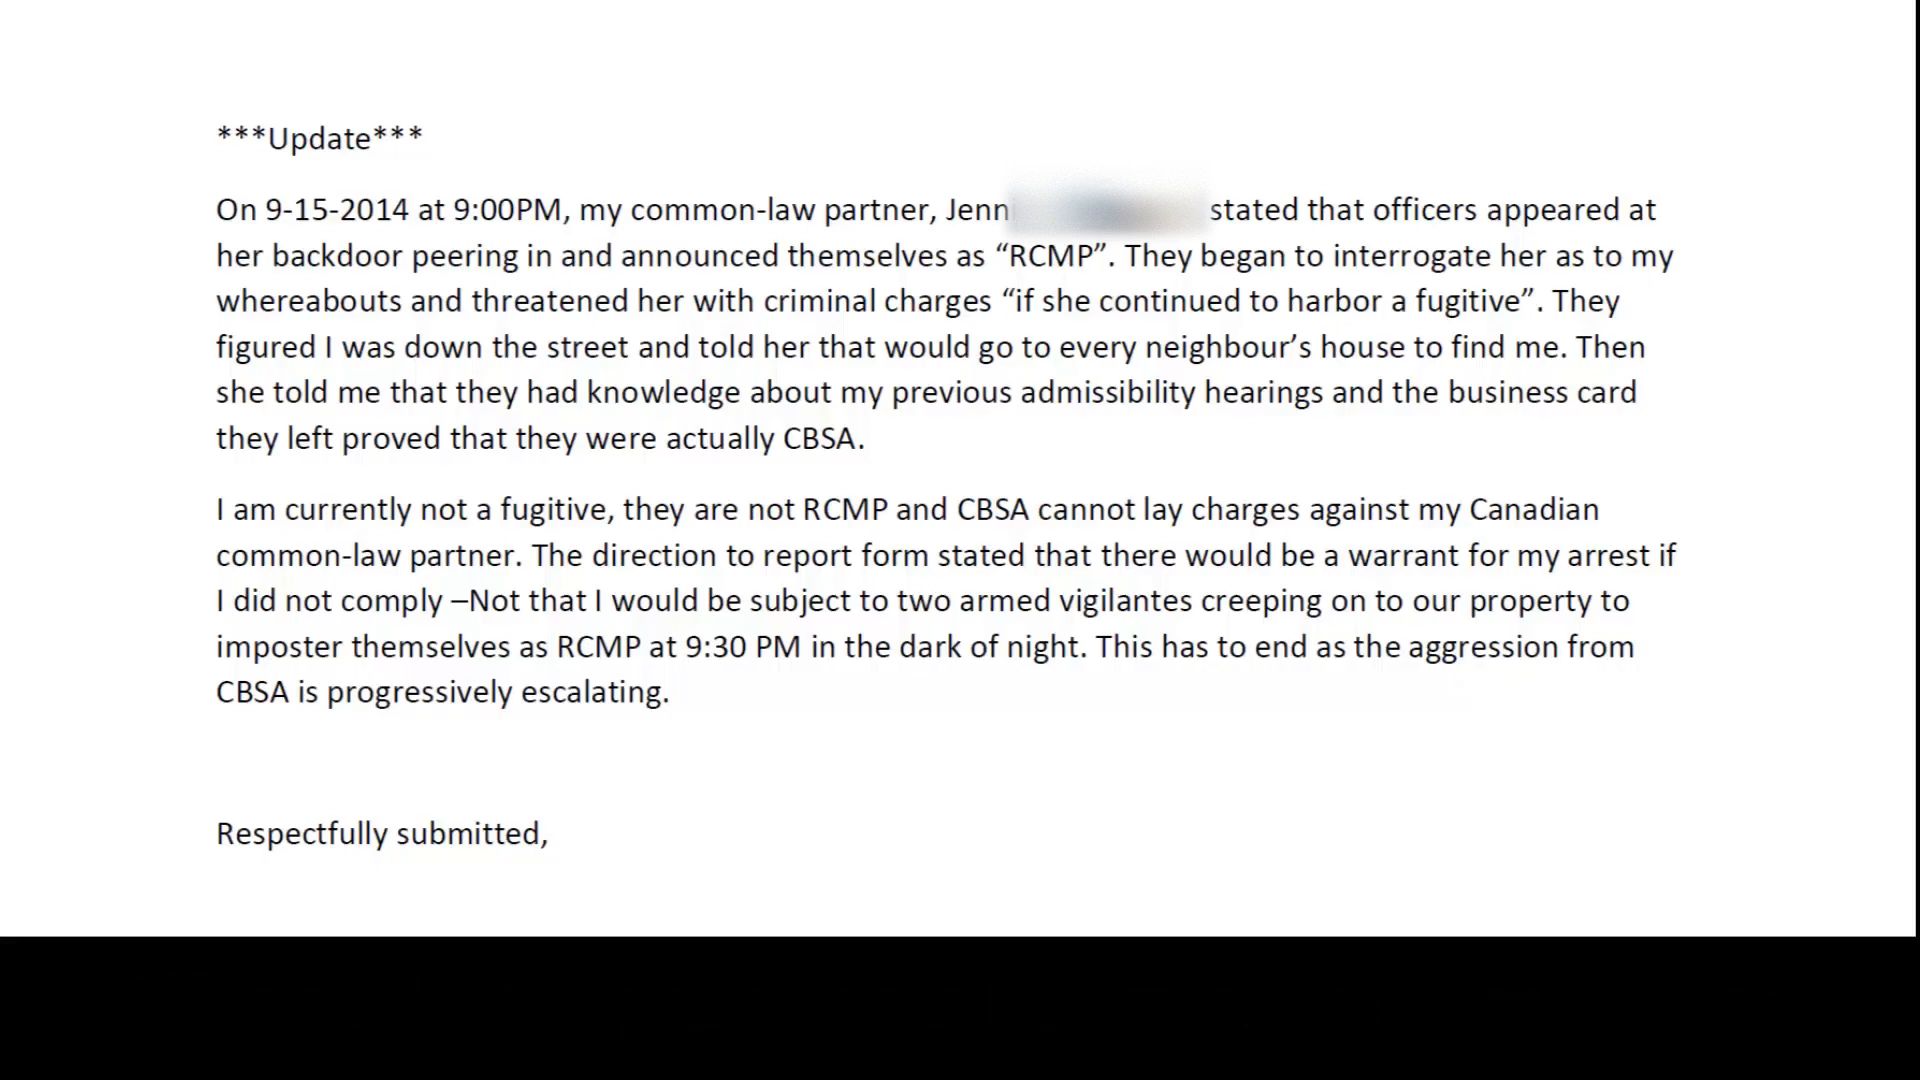 ***Update***
On 9-15-2014 at 9:00PM, my common-law partner, Jenn stated that officers appeared at
her backdoor peering in and announced themselves as “RCMP”. They began to interrogate her as to my
whereabouts and threatened her with criminal charges “if she continued to harbor a fugitive”. They
figured I was down the street and told her that would go to every neighbour’s house to find me. Then
she told me that they had knowledge about my previous admissibility hearings and the business card
they left proved that they were actually CBSA.
I am currently not a fugitive, they are not RCMP and CBSA cannot lay charges against my Canadian
common-law partner. The direction to report form stated that there would be a warrant for my arrest if
I did not comply –Not that I would be subject to two armed vigilantes creeping on to our property to
imposter themselves as RCMP at 9:30 PM in the dark of night. This has to end as the aggression from
CBSA is progressively escalating.
Respectfully submitted,